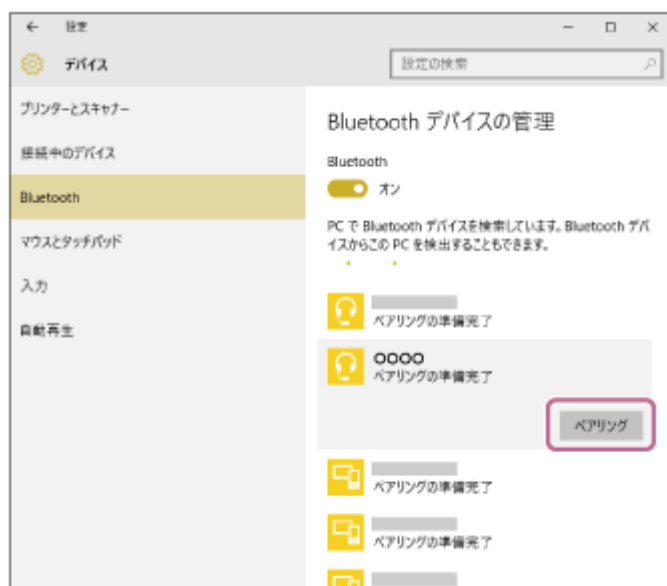 設定
デバイス
設定の検索
プリンターとスキャナー
接続中のデバイス
Bluetooth
マウスとタッチパッド
入力
自動再生
Bluetooth デバイスの管理
Bluetooth
オン
PC で Bluetooth デバイスを検索しています。Bluetooth デバ
イスからこの PC を検出することもできます。
ペアリングの準備完了
OOOO
ペアリングの準備完了
ペアリング
ペアリングの準備完了
ペアリングの準備完了